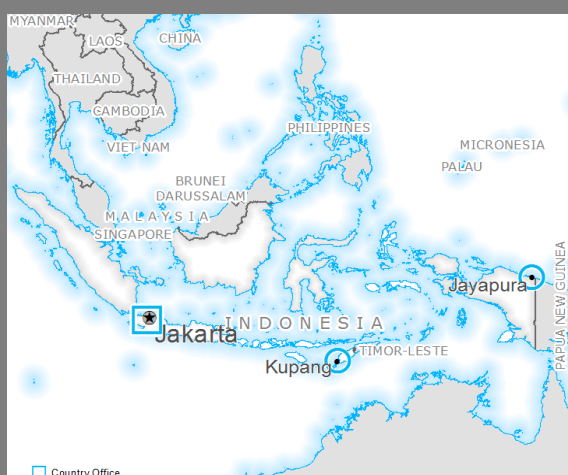 MYANMAR
LAOS
CHINA
THAILAND
CAMBODIA
PHILIPPINES
VIET NAM
MICRONESIA
PALAU
BRUNEI
DARUSSALAM
MALAYSIA
SINGAPORE
PAPUA NEW GUINEA
Jayapura
INDONESIA
Jakarta
TIMOR-LESTE
Kupang
Country Office